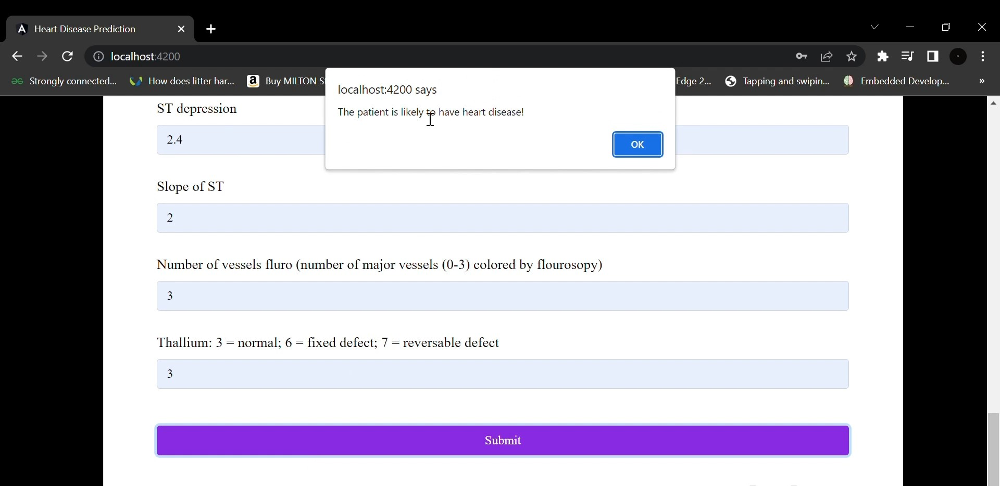 Heart Disease Prediction
localhost:4200
Strongly connected... How does litter har... Buy MILTON S Edge 2... Tapping and swipin... Embedded Develop... »
localhost:4200 says
The patient is likely to have heart disease!
OK
ST depression
2.4
Slope of ST
2
Number of vessels fluro (number of major vessels (0-3) colored by flourosopy)
3
Thallium: 3 = normal; 6 = fixed defect; 7 = reversable defect
3
Submit